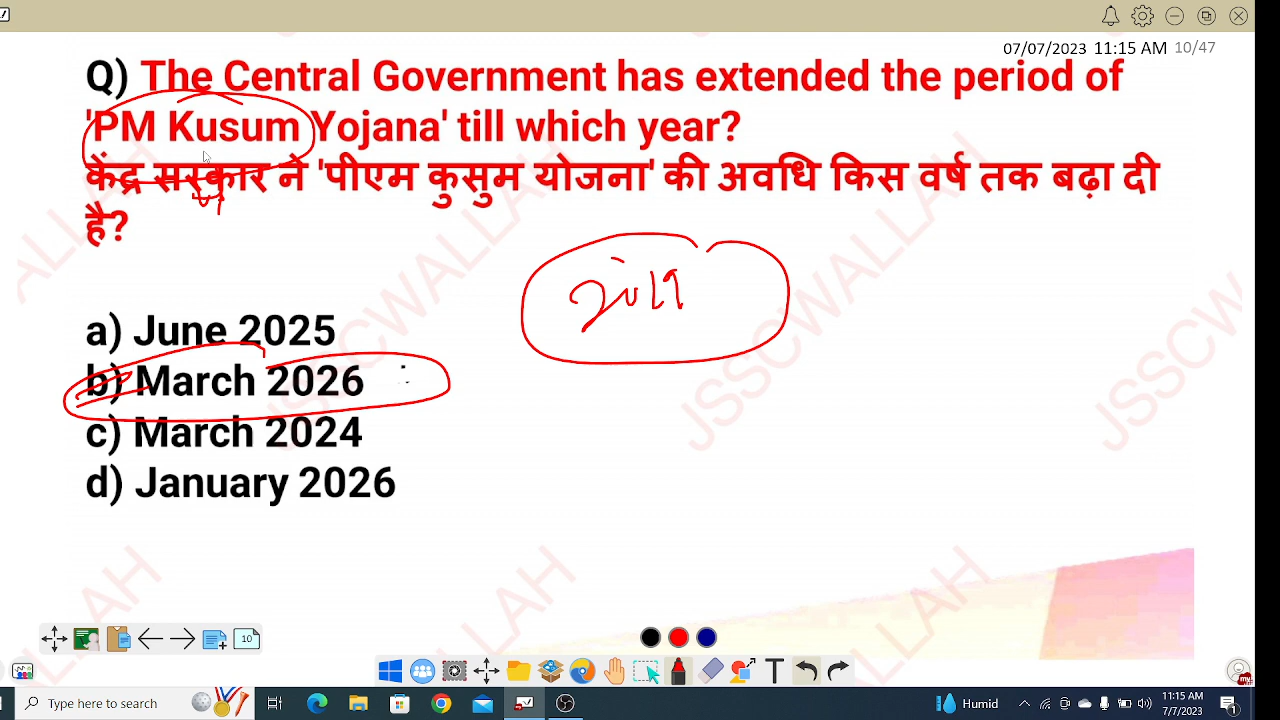 07/07/2023 11:15 AM 10/47
Q) The Central Government has extended the period of
'PM Kusum Yojana' till which year?
केंद्र सरकार ने 'पीएम कुसुम योजना' की अवधि किस वर्ष तक बढ़ा दी
है?
2019
a) June 2025
b) March 2026
c) March 2024
d) January 2026
JSSCWALLAH
10
Type here to search
Humid
11:15 AM
7/7/2023